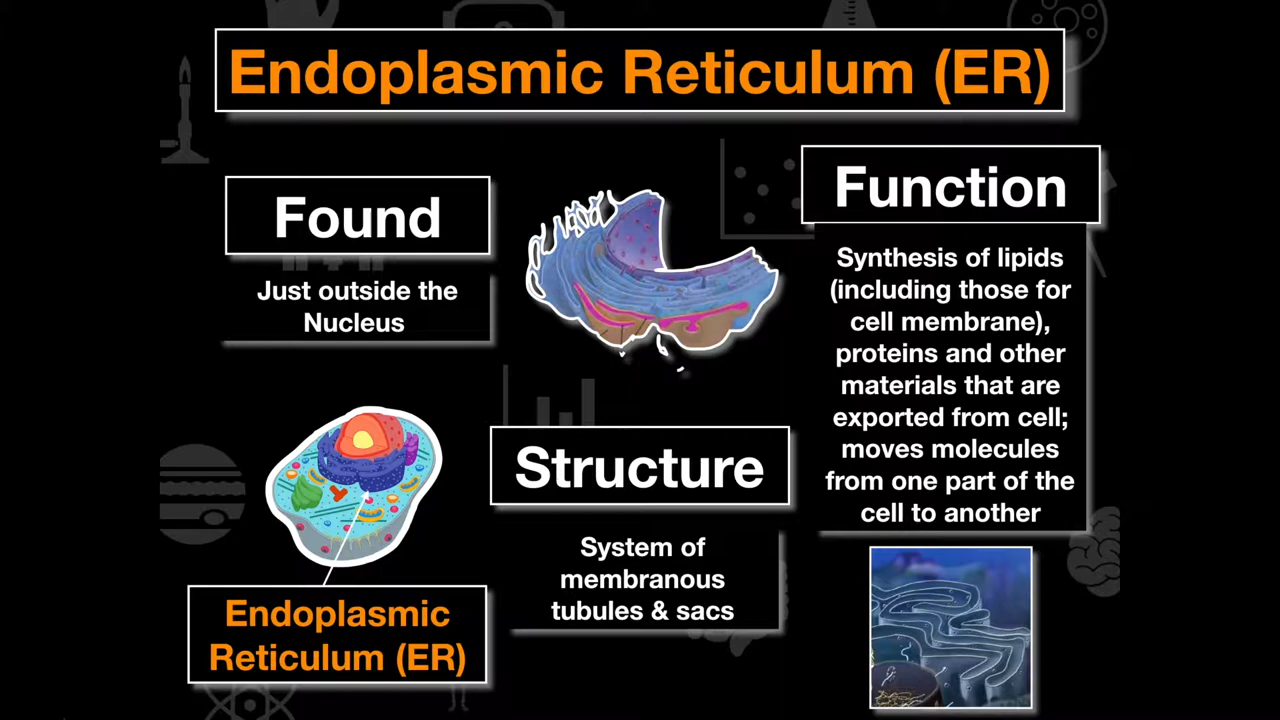 Endoplasmic Reticulum (ER)
Found
Just outside the
Nucleus
Function
Synthesis of lipids
(including those for
cell membrane),
proteins and other
materials that are
exported from cell;
moves molecules
from one part of the
cell to another
Structure
System of
membranous
tubules & sacs
Endoplasmic
Reticulum (ER)